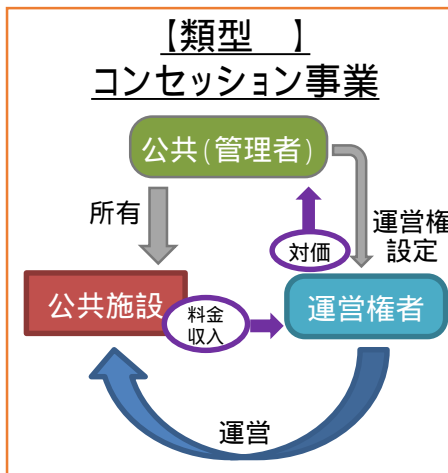 【類型　】
コンセッション事業
公共(管理者)
所有
対価
運営権
設定
公共施設
料金
収入
運営権者
運営